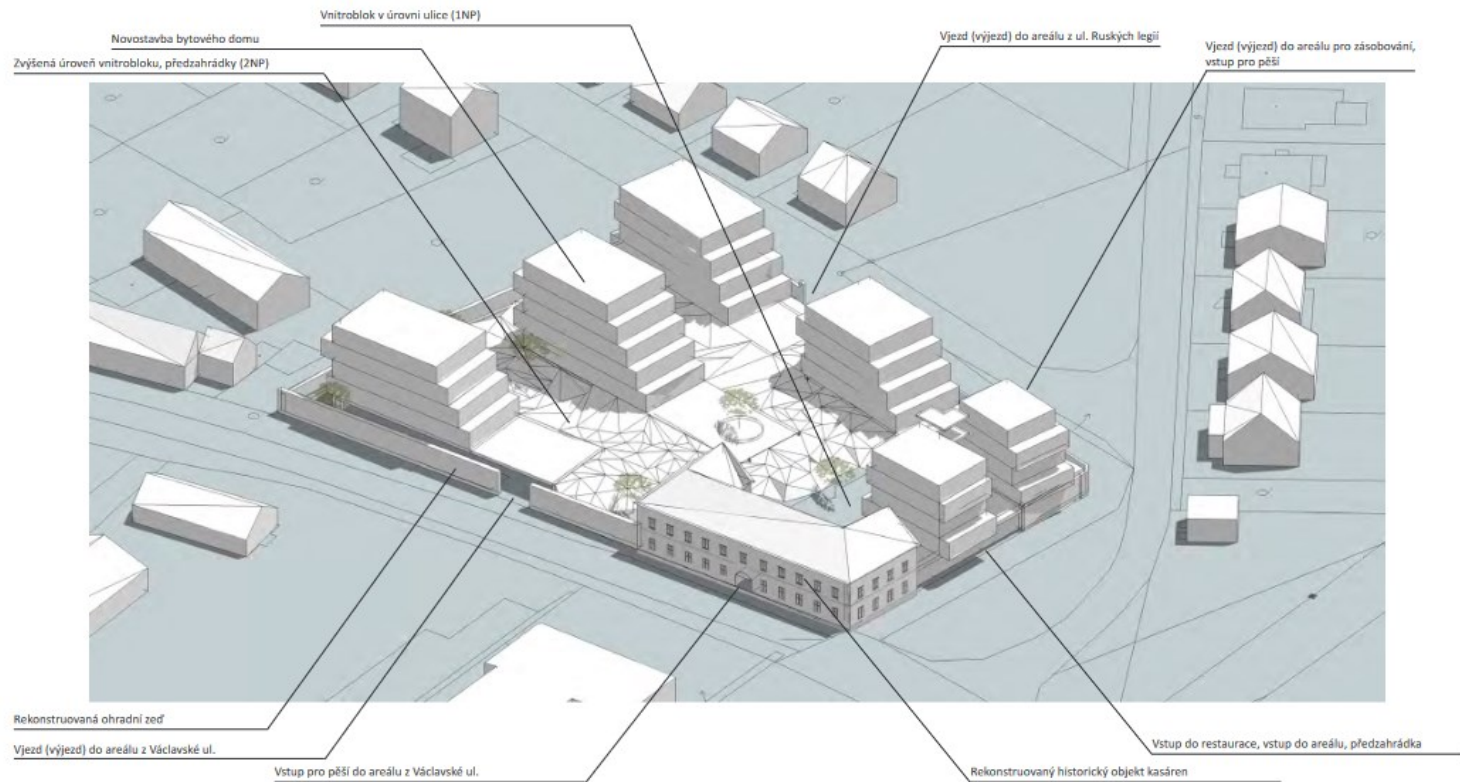 Vnitroblok v úrovni ulice (1NP)
Novostavba bytového domu
Zvýšená úroveň vnitrobloku, předzahrádky (2NP)
Vjezd (výjezd) do areálu z ul. Ruských legií
Vjezd (výjezd) do areálu pro zásobování,
vstup pro pěší
Rekonstruovaná ohradní zeď
Vjezd (výjezd) do areálu z Václavské ul.
Vstup pro pěší do areálu z Václavské ul.
Vstup do restaurace, vstup do areálu, předzahrádka
Rekonstruovaný historický objekt kasáren